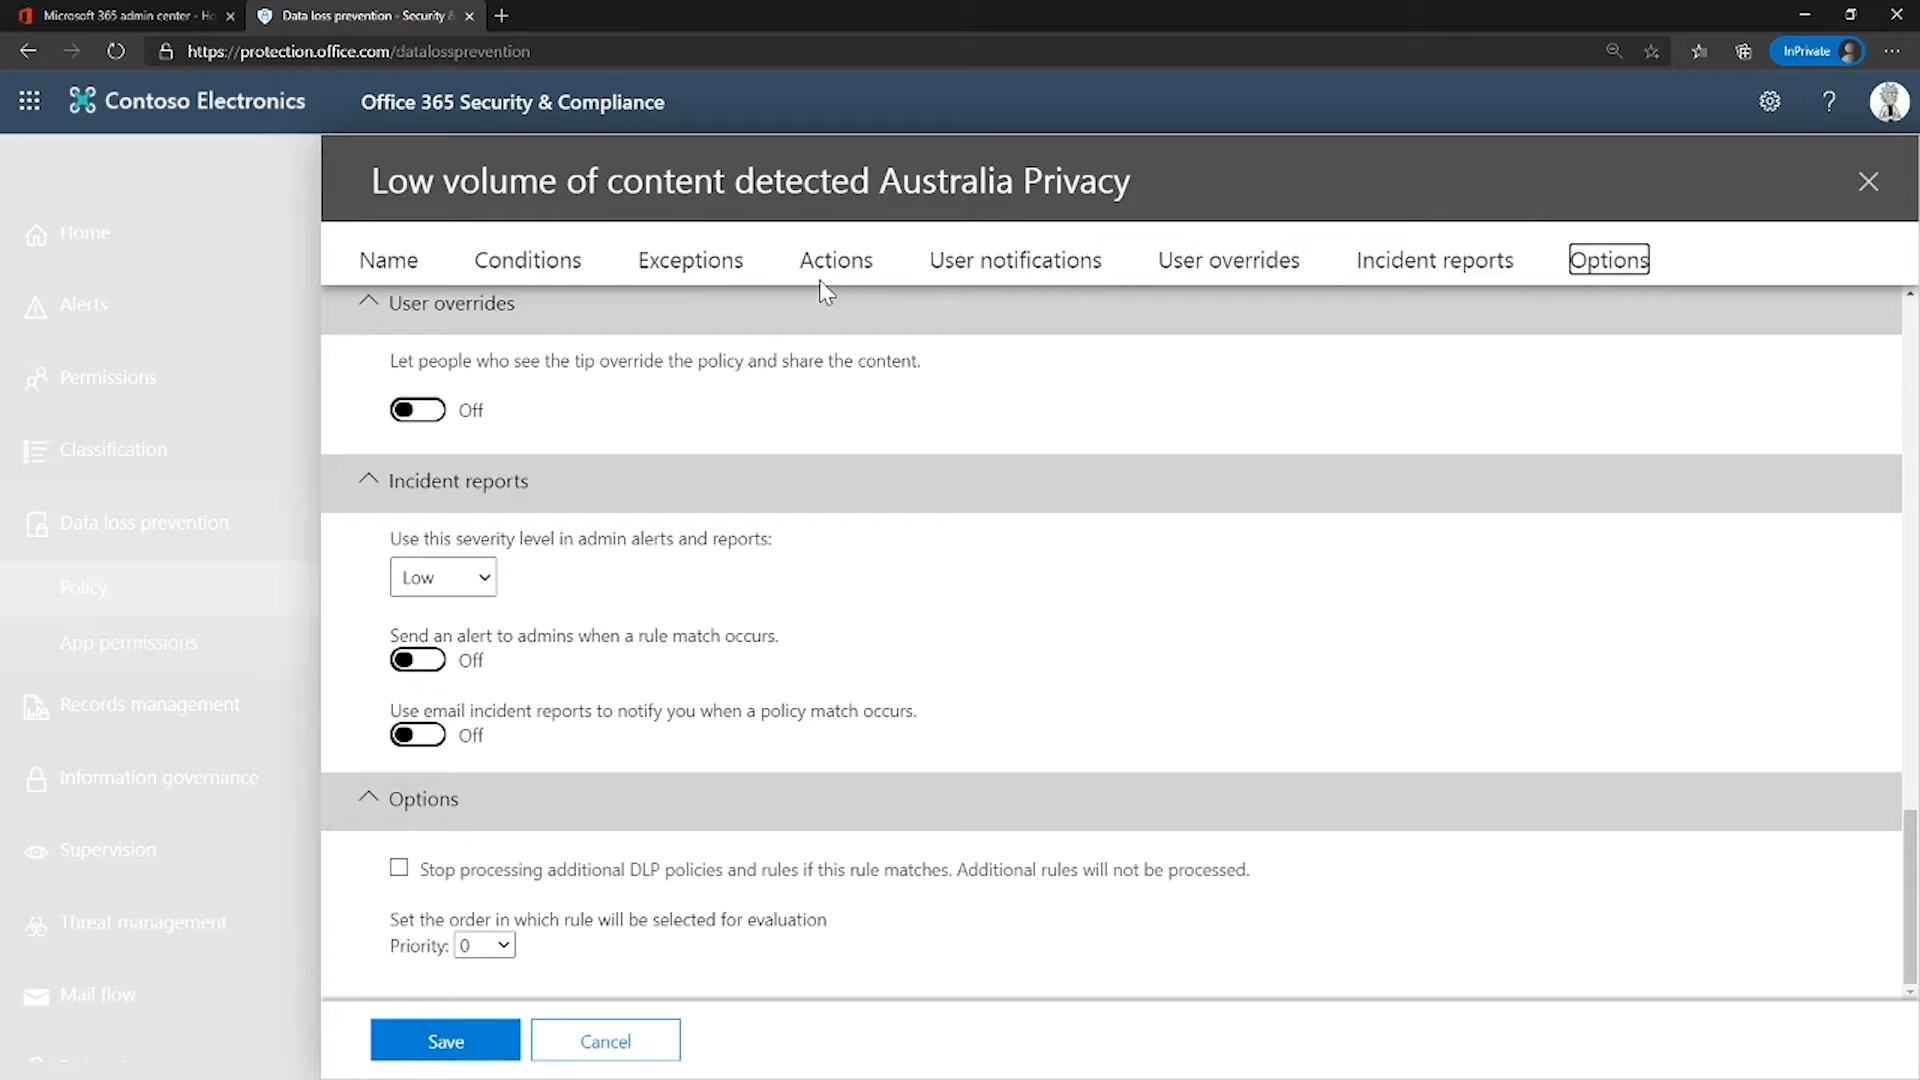 Microsoft 365 admin center - Ho
Data loss prevention - Security &
https://protection.office.com/datalossprevention
InPrivate
Contoso Electronics
Office 365 Security & Compliance
?
Low volume of content detected Australia Privacy
Name
Conditions
Exceptions
Actions
User notifications
User overrides
Incident reports
Options
Home
Alerts
Permissions
Classification
Data loss prevention
Policy
App permissions
Records management
Information governance
Supervision
Threat management
Mail flow
User overrides
Let people who see the tip override the policy and share the content.
Off
Incident reports
Use this severity level in admin alerts and reports:
Low
Send an alert to admins when a rule match occurs.
Off
Use email incident reports to notify you when a policy match occurs.
Off
Options
Stop processing additional DLP policies and rules if this rule matches. Additional rules will not be processed.
Set the order in which rule will be selected for evaluation
Priority: 0
Save
Cancel